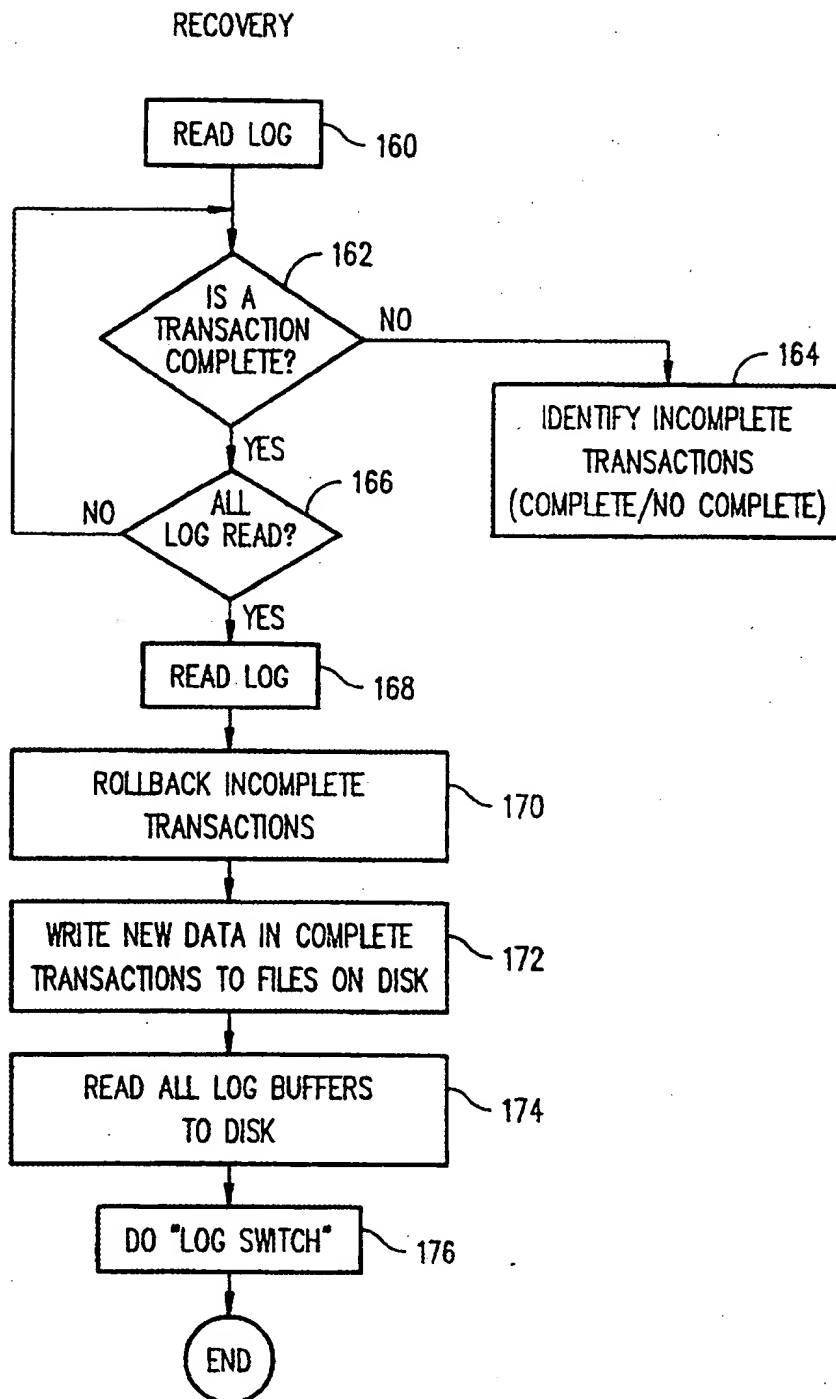 RECOVERY
READ LOG
160
162
IS A
TRANSACTION
COMPLETE?
NO
164
IDENTIFY INCOMPLETE
TRANSACTIONS
(COMPLETE/NO COMPLETE)
YES
166
ALL
LOG READ?
NO
YES
READ LOG
168
ROLLBACK INCOMPLETE
TRANSACTIONS
170
WRITE NEW DATA IN COMPLETE
TRANSACTIONS TO FILES ON DISK
172
READ ALL LOG BUFFERS
TO DISK
174
DO "LOG SWITCH"
176
END